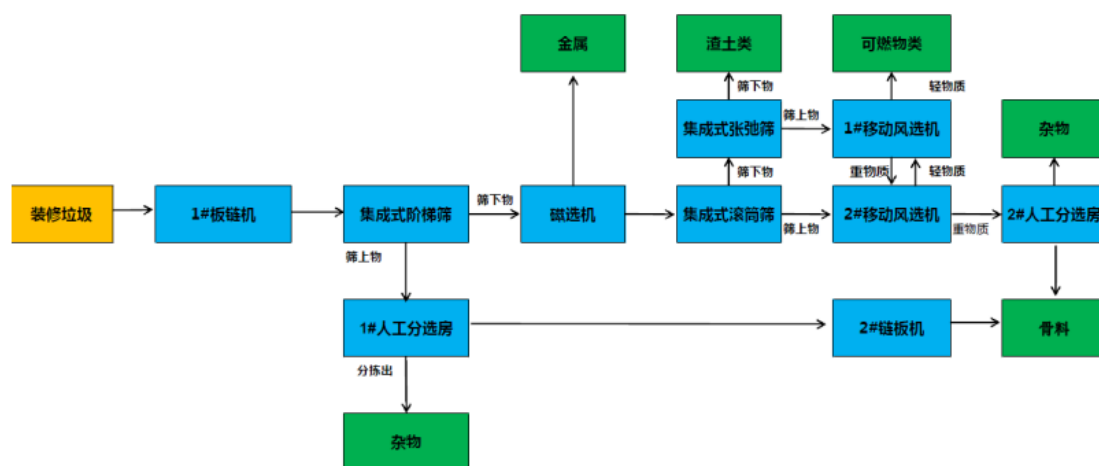 金属
渣土类
可燃物类
筛下物
轻物质
集成式张弛筛
筛上物
1#移动风选机
杂物
筛下物
重物质
轻物质
装修垃圾
1#板链机
集成式阶梯筛
筛下物
磁选机
集成式滚筒筛
筛上物
2#移动风选机
重物质
2#人工分选房
筛上物
1#人工分选房
2#链板机
骨料
分拣出
杂物